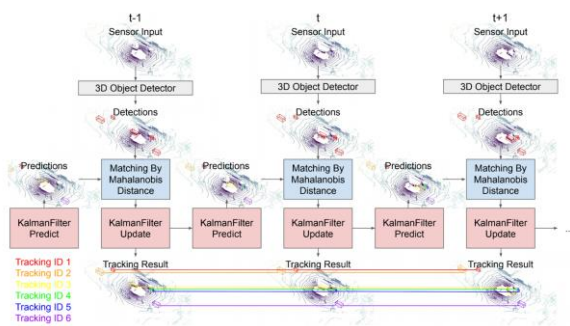 t-1
t
t+1
Sensor Input
Sensor Input
Sensor Input
3D Object Detector
3D Object Detector
3D Object Detector
Detections
Detections
Detections
Predictions
Matching By
Mahalanobis
Distance
Predictions
Matching By
Mahalanobis
Distance
Predictions
Matching By
Mahalanobis
Distance
KalmanFilter
Predict
KalmanFilter
Update
KalmanFilter
Predict
KalmanFilter
Update
KalmanFilter
Predict
KalmanFilter
Update
...
Tracking Result
Tracking Result
Tracking Result
Tracking ID 1
Tracking ID 2
Tracking ID 3
Tracking ID 4
Tracking ID 5
Tracking ID 6